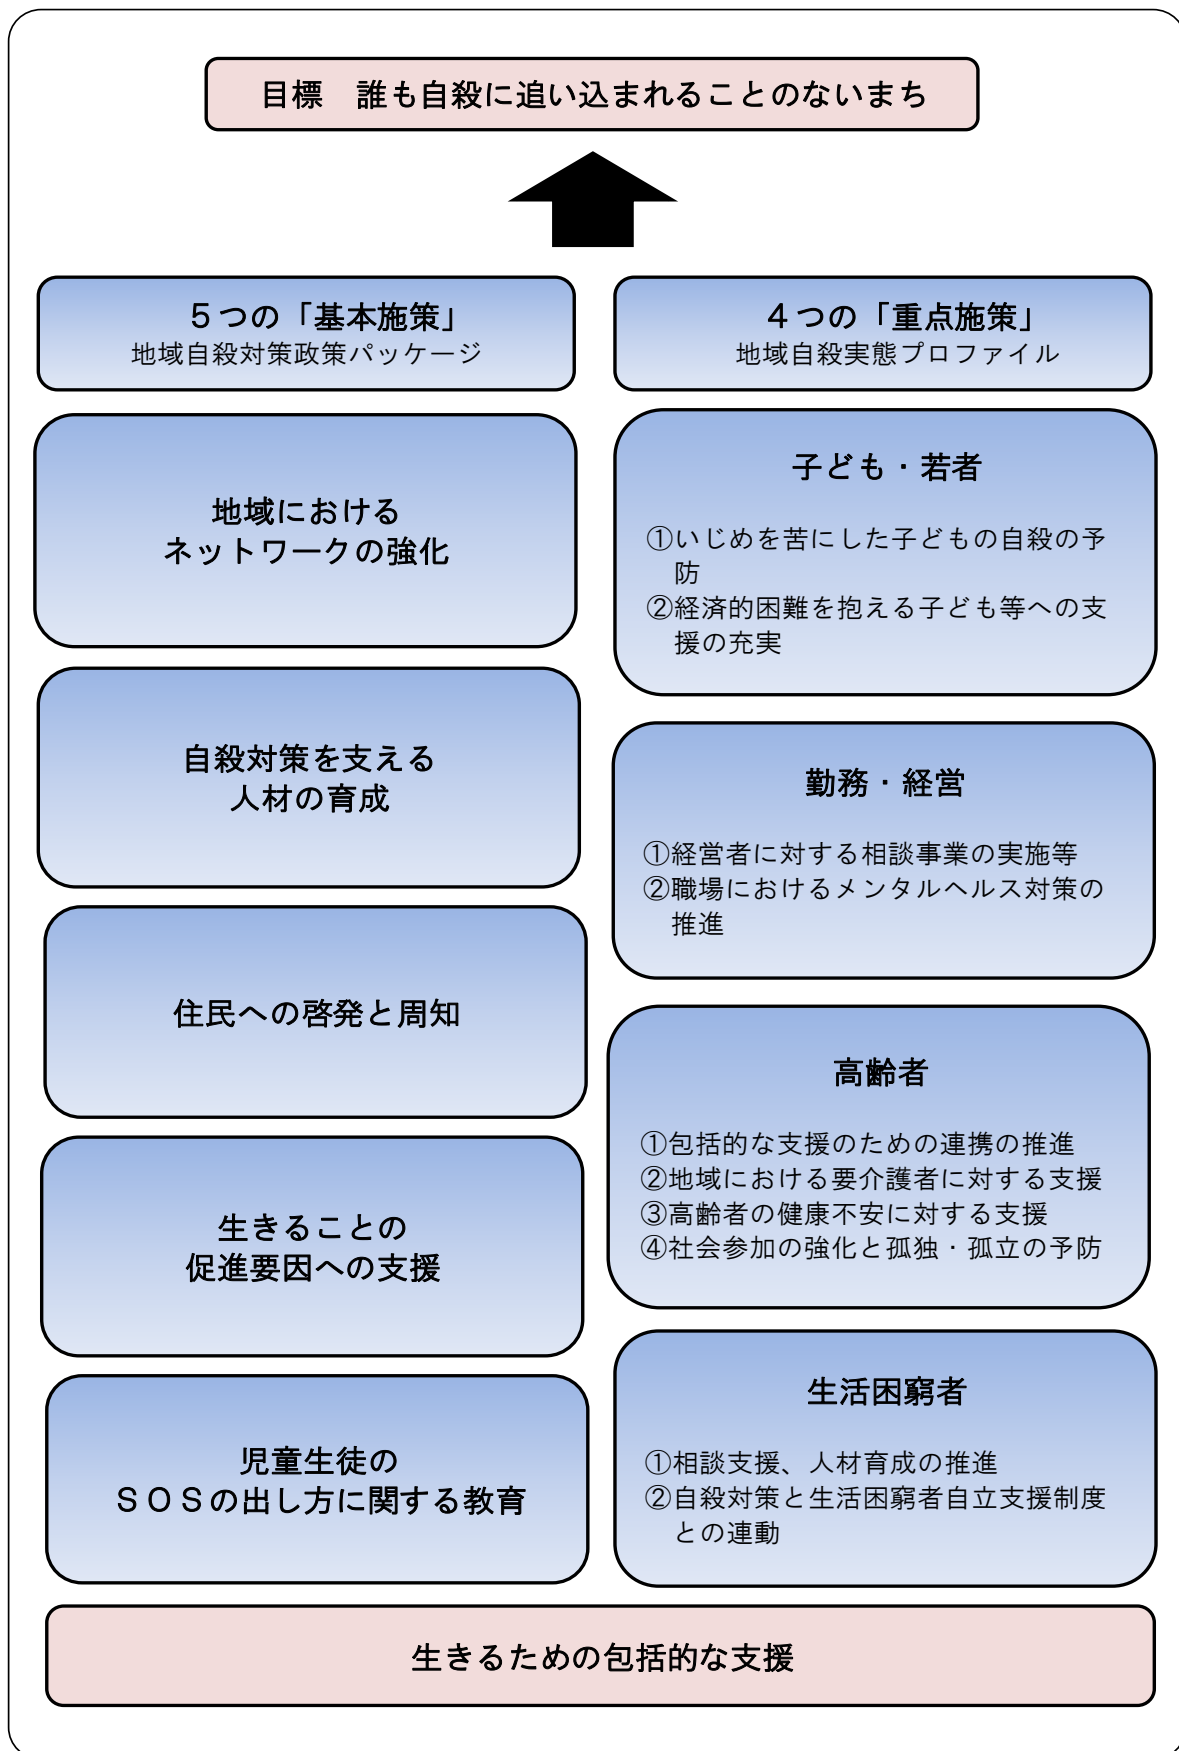 目標　誰も自殺に追い込まれることのないまち
５つの「基本施策」
地域自殺対策政策パッケージ
地域における
ネットワークの強化
自殺対策を支える
人材の育成
住民への啓発と周知
生きることの
促進要因への支援
児童生徒の
ＳＯＳの出し方に関する教育
４つの「重点施策」
地域自殺実態プロファイル
子ども・若者
①いじめを苦にした子どもの自殺の予
防
②経済的困難を抱える子ども等への支
援の充実
勤務・経営
①経営者に対する相談事業の実施等
②職場におけるメンタルヘルス対策の
推進
高齢者
①包括的な支援のための連携の推進
②地域における要介護者に対する支援
③高齢者の健康不安に対する支援
④社会参加の強化と孤独・孤立の予防
生活困窮者
①相談支援、人材育成の推進
②自殺対策と生活困窮者自立支援制度
との連動
生きるための包括的な支援